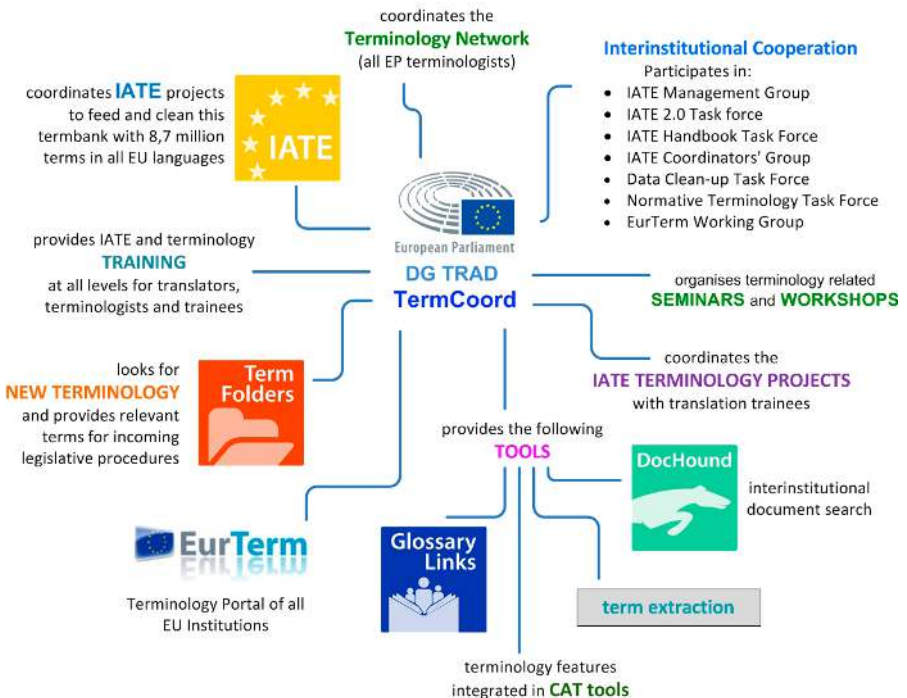 coordinates the
Terminology Network
(all EP terminologists)
coordinates IATE projects
to feed and clean this
termbank with 8,7 million
terms in all EU languages
IATE
Interinstitutional Cooperation
Participates in:
• IATE Management Group
• IATE 2.0 Task force
• IATE Handbook Task Force
• IATE Coordinators' Group
• Data Clean-up Task Force
• Normative Terminology Task Force
• EurTerm Working Group
European Parliament
DG TRAD
TermCoord
provides IATE and terminology
TRAINING
at all levels for translators,
terminologists and trainees
organises terminology related
SEMINARS and WORKSHOPS
looks for
NEW TERMINOLOGY
and provides relevant
terms for incoming
legislative procedures
Term
Folders
coordinates the
IATE TERMINOLOGY PROJECTS
with translation trainees
provides the following
TOOLS
DocHound
interinstitutional
document search
EurTerm
Terminology Portal of all
EU Institutions
Glossary
Links
term extraction
terminology features
integrated in CAT tools